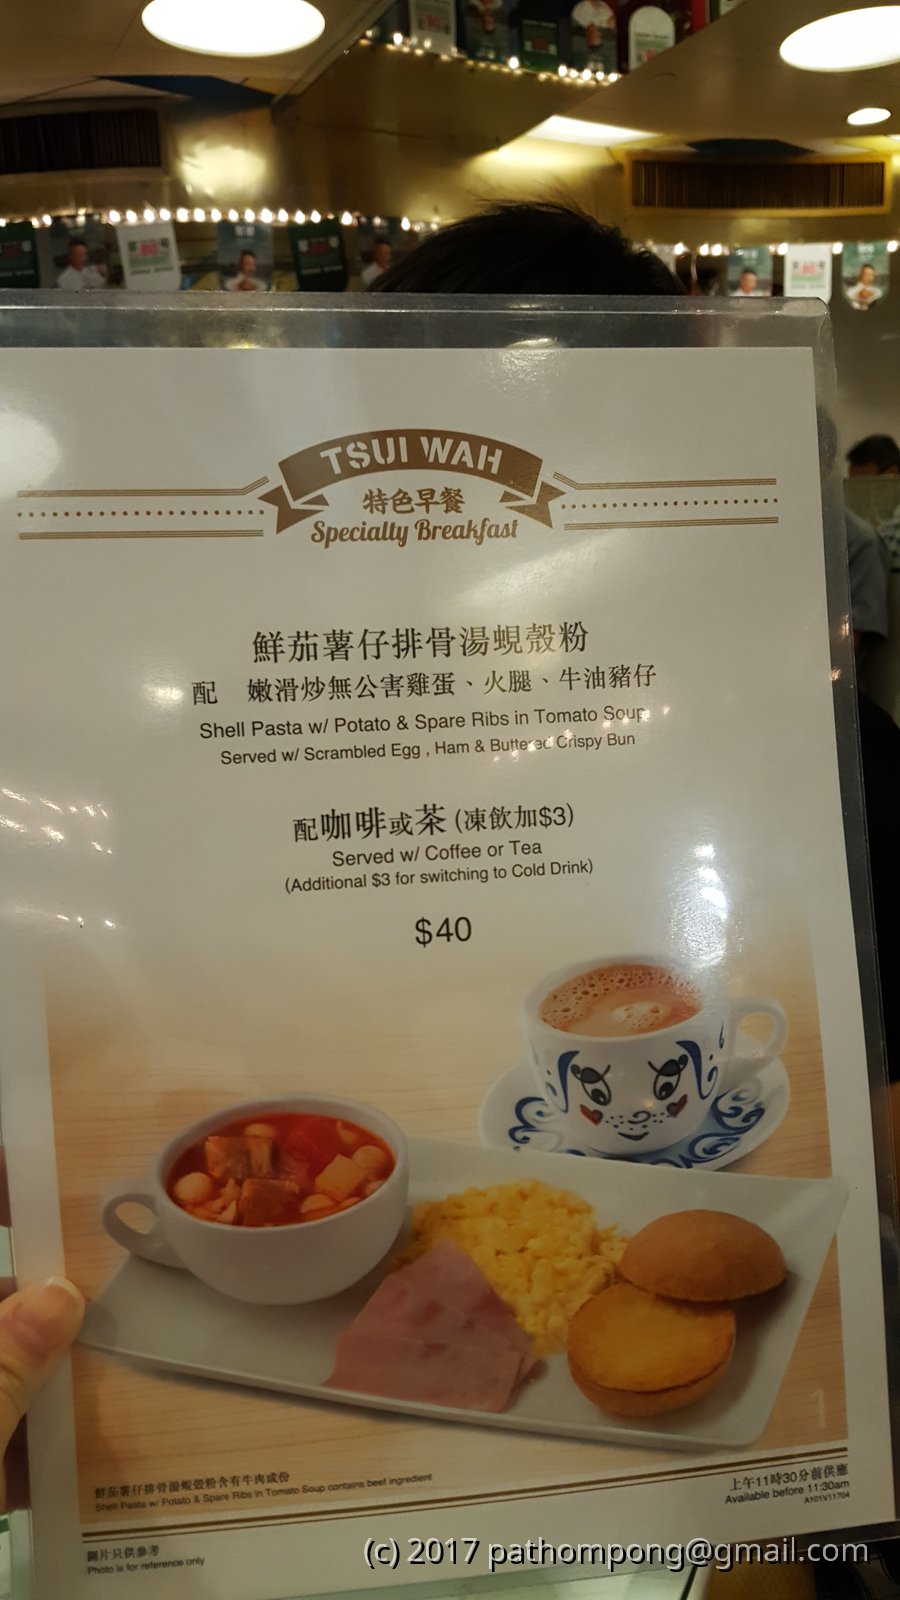 TSUI WAH
特色早餐
Specialty Breakfast
鮮茄薯仔排骨湯蜆殼粉
配 嫩滑炒無公害雞蛋、火腿、牛油豬仔
Shell Pasta w/ Potato & Spare Ribs in Tomato Soup
Served w/ Scrambled Egg , Ham & Buttered Crispy Bun
配咖啡或茶 (凍飲加$3)
Served w/ Coffee or Tea
(Additional $3 for switching to Cold Drink)
$40
鮮茄薯仔排骨湯蜆殼粉含有牛肉成份
Shell Pasta w/ Potato & Spare Ribs in Tomato Soup contains beef ingredient
上午11時30分前供應
Available before 11:30am
A101V11704
圖片只供參考
Photo is for reference only
(c) 2017 pathompong@gmail.com